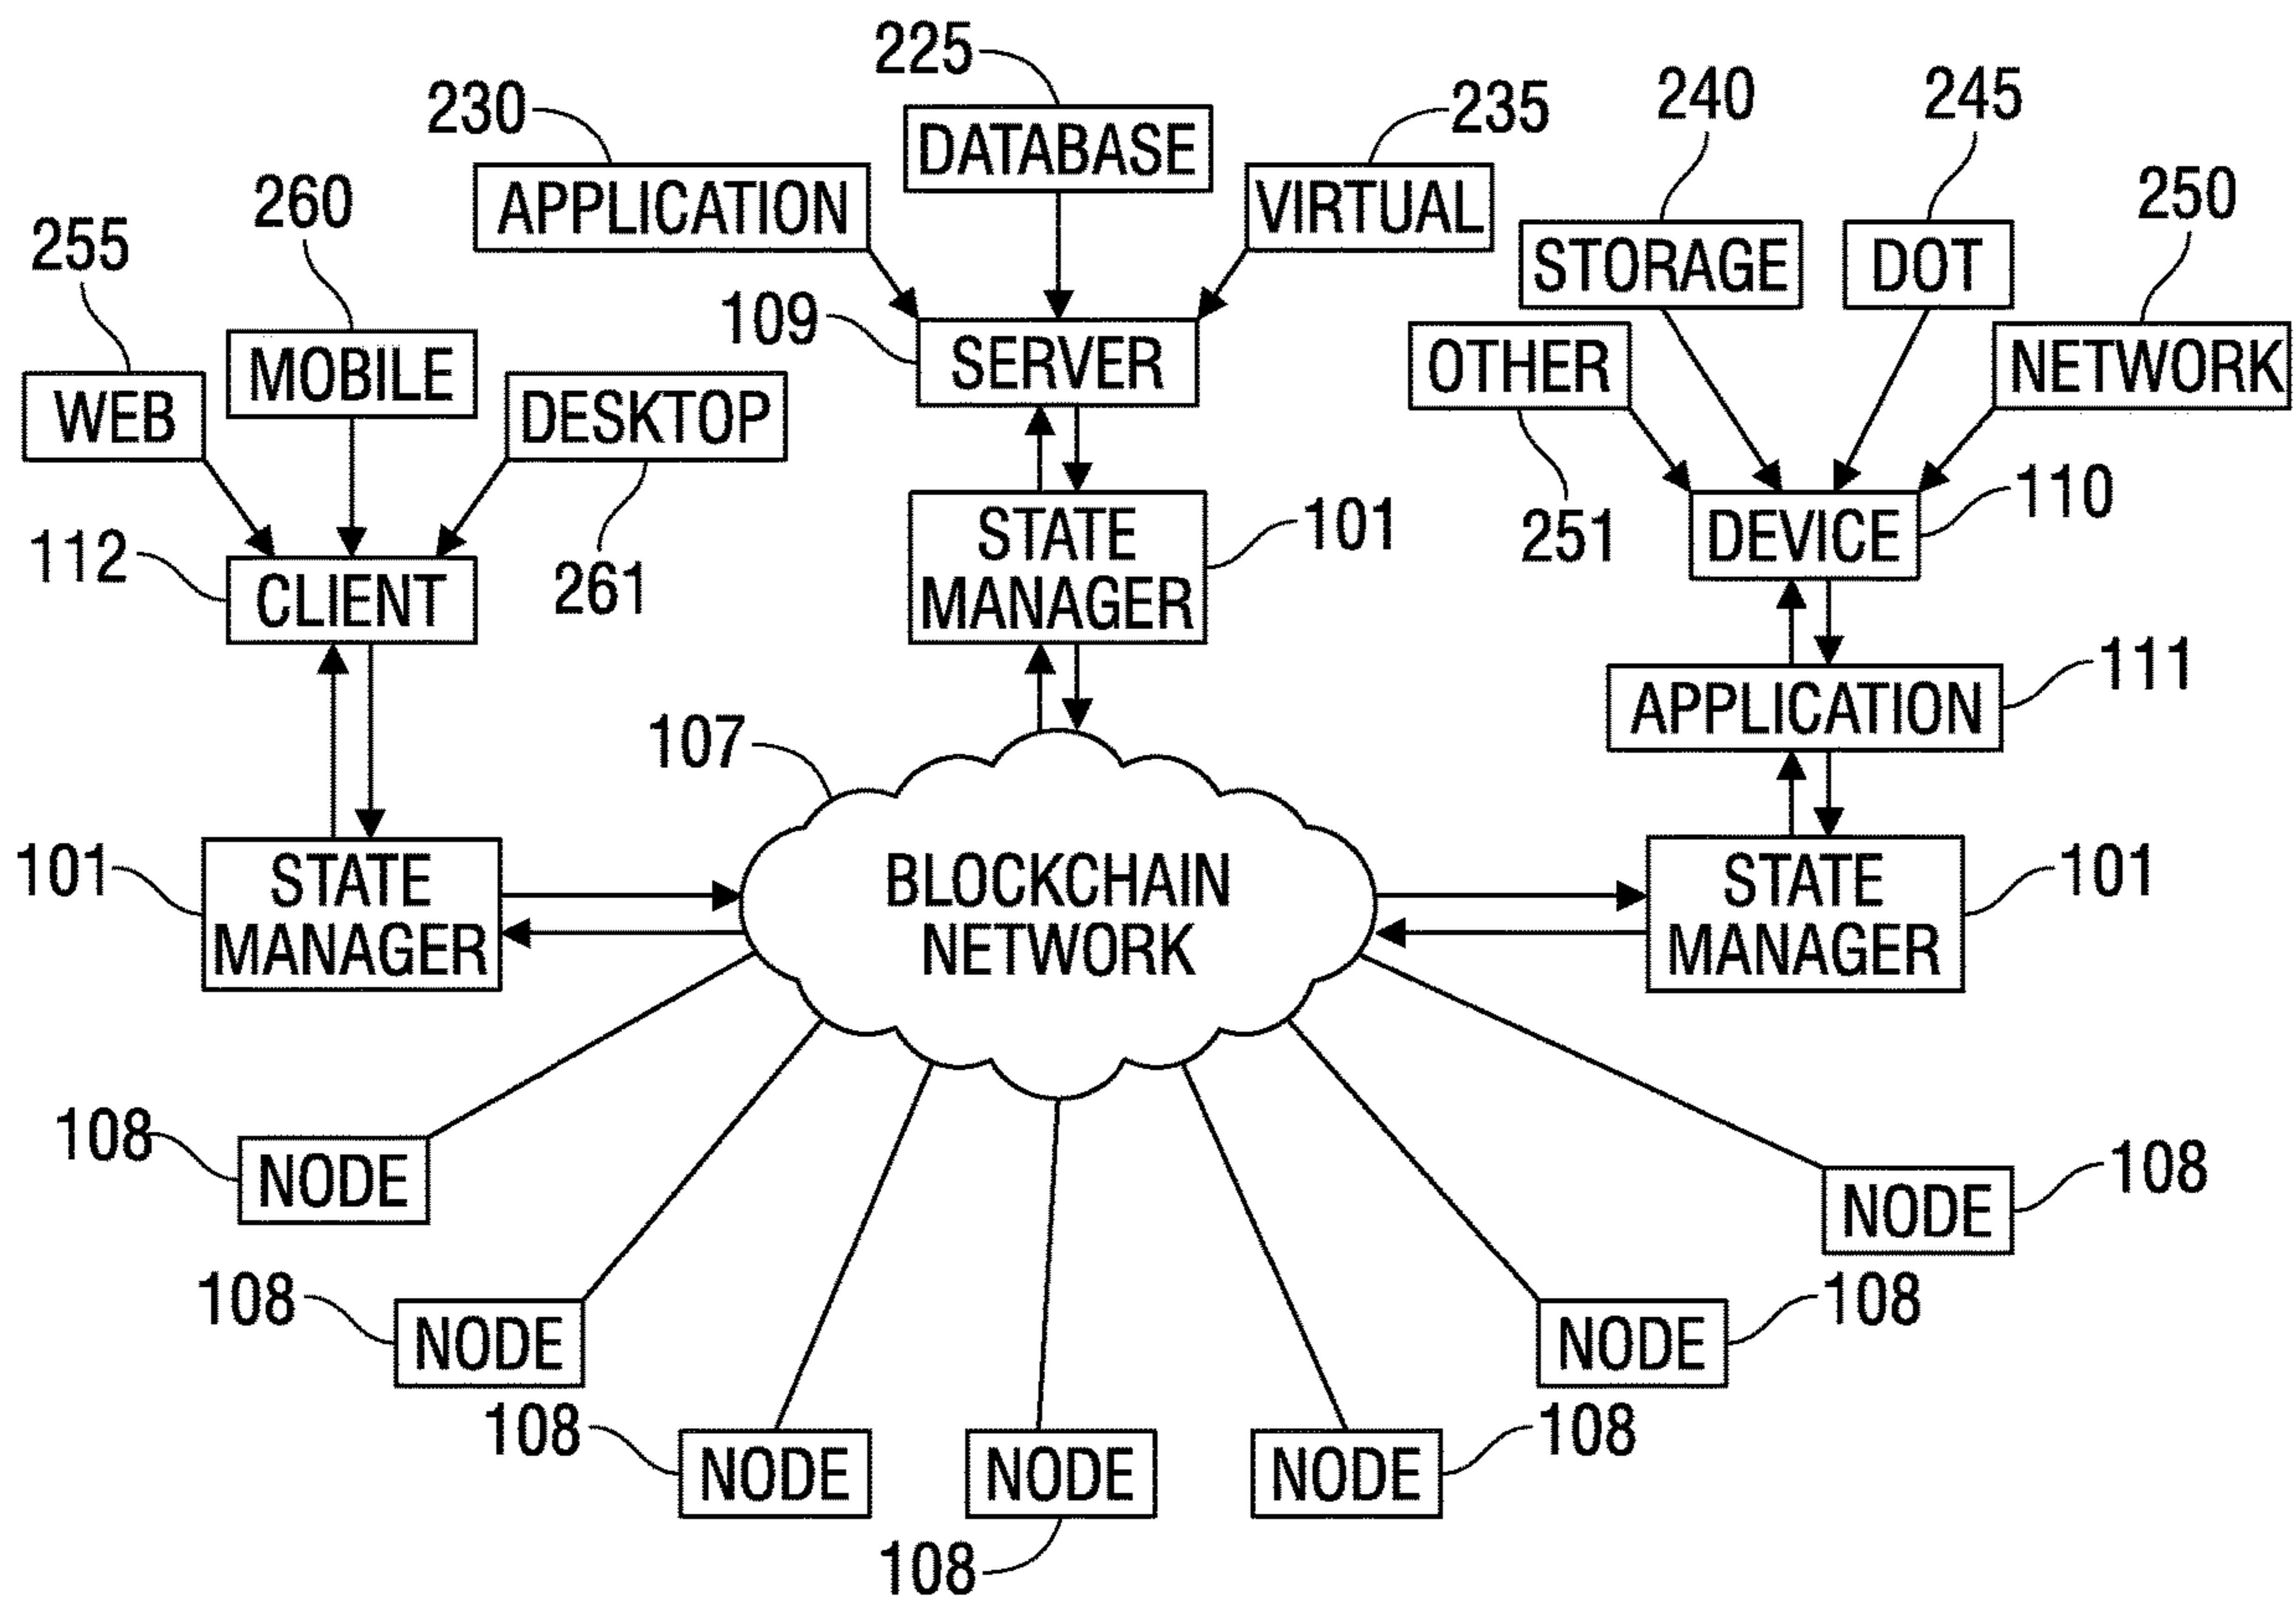 225
230
DATABASE
235
240
245
APPLICATION
VIRTUAL
250
260
255
STORAGE
DOT
109
MOBILE
SERVER
OTHER
NETWORK
WEB
DESKTOP
110
101
STATE
MANAGER
251
DEVICE
112
CLIENT
261
111
APPLICATION
107
101
STATE
MANAGER
BLOCKCHAIN
NETWORK
STATE
MANAGER
101
108
NODE
108
NODE
108
NODE
108
NODE
108
NODE
NODE
108
NODE
108